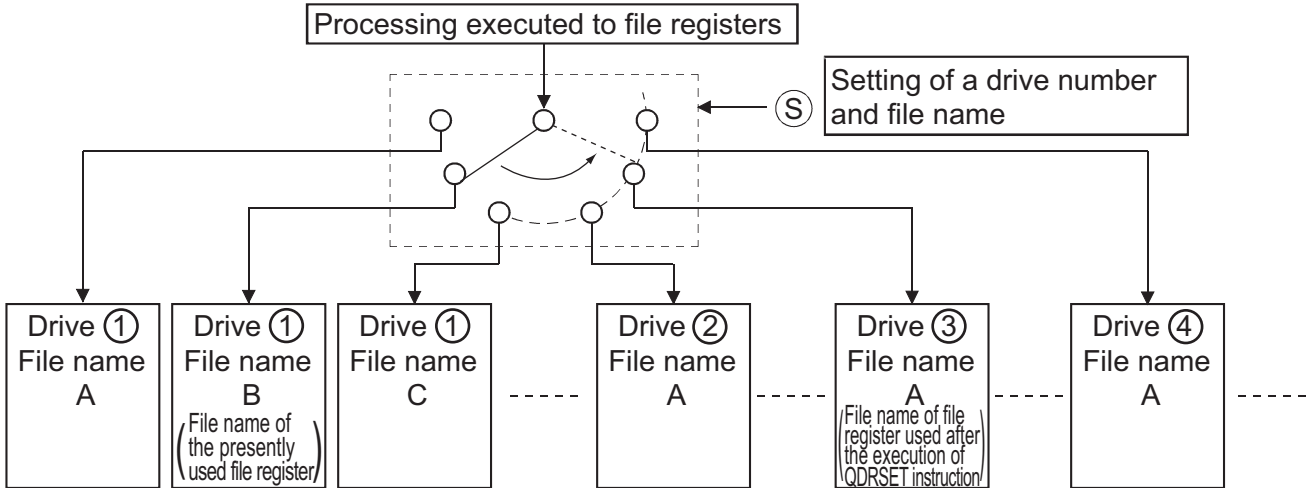 Processing executed to file registers
Setting of a drive number
and file name
S
Drive ①
File name
A
Drive ①
File name
B
(File name of
the presently
used file register)
Drive ①
File name
C
Drive ②
File name
A
Drive ③
File name
A
(File name of file
register used after
the execution of
QDRSET instruction)
Drive ④
File name
A